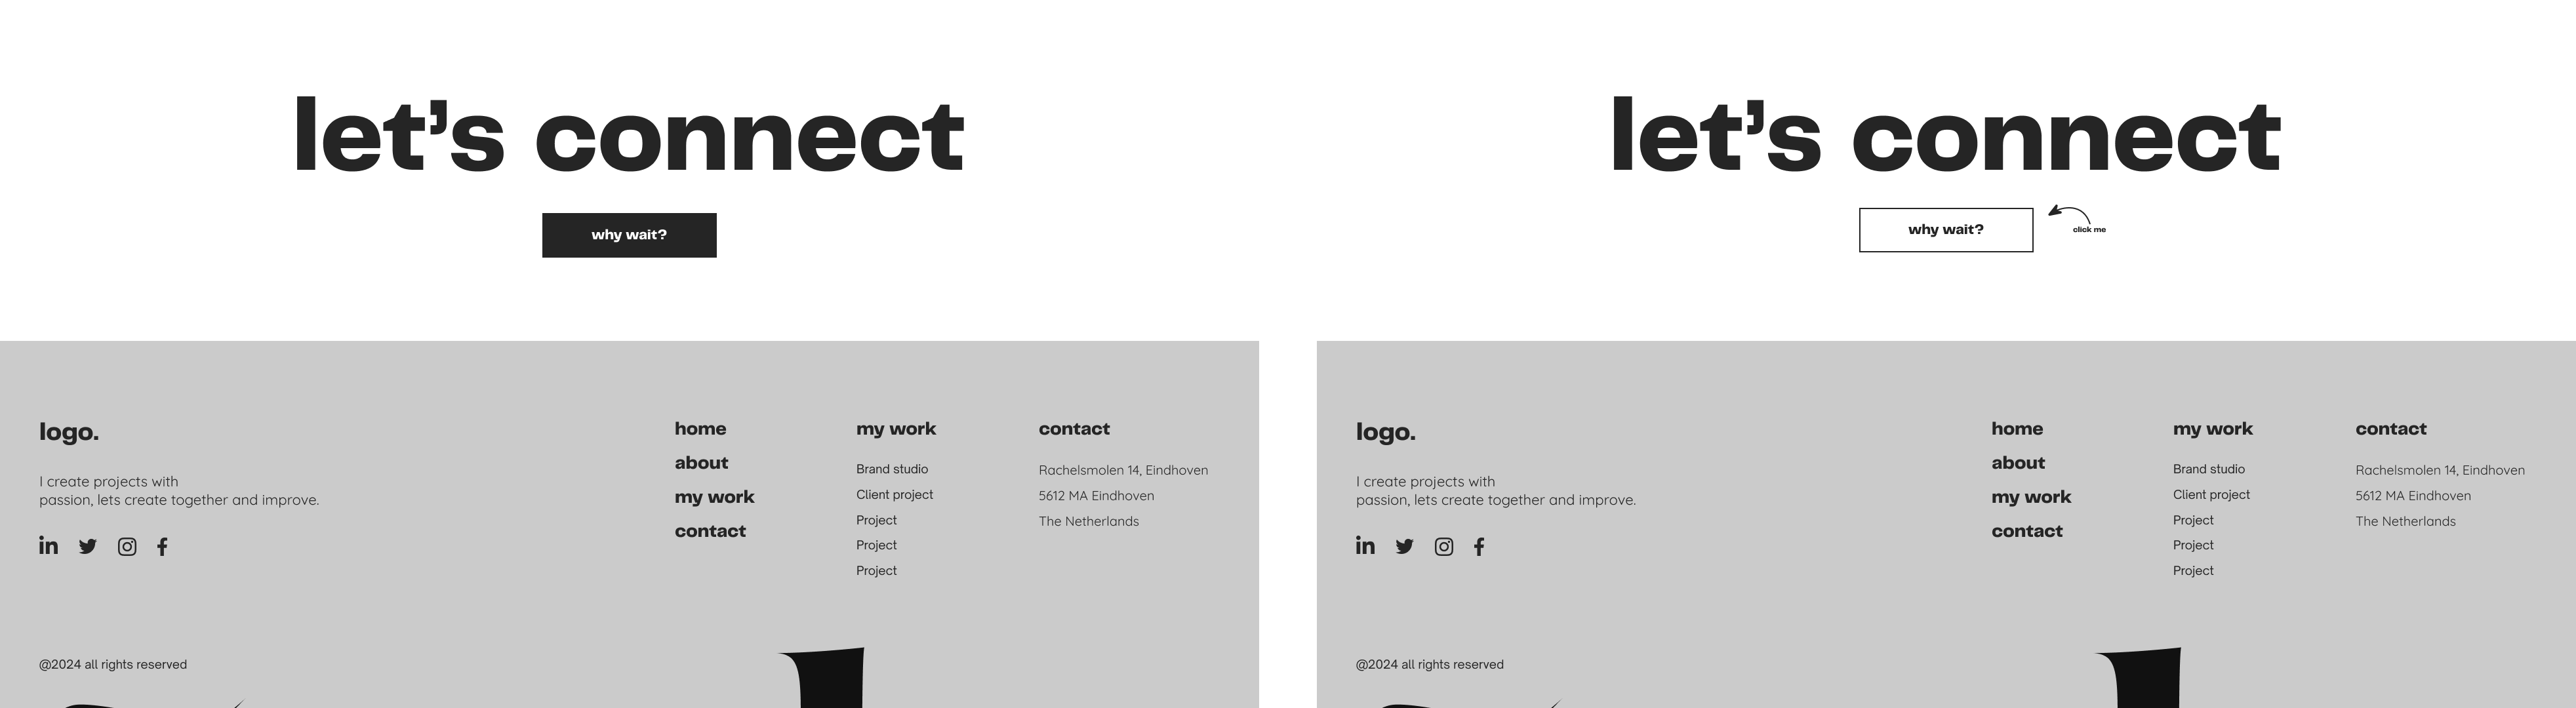 let's connect
why wait?
logo.
I create projects with
passion, lets create together and improve.
home
about
my work
contact
my work
Brand studio
Client project
Project
Project
Project
contact
Rachelsmolen 14, Eindhoven
5612 MA Eindhoven
The Netherlands
@2024 all rights reserved
let's connect
why wait?
click me
logo.
I create projects with
passion, lets create together and improve.
home
about
my work
contact
my work
Brand studio
Client project
Project
Project
Project
contact
Rachelsmolen 14, Eindhoven
5612 MA Eindhoven
The Netherlands
@2024 all rights reserved